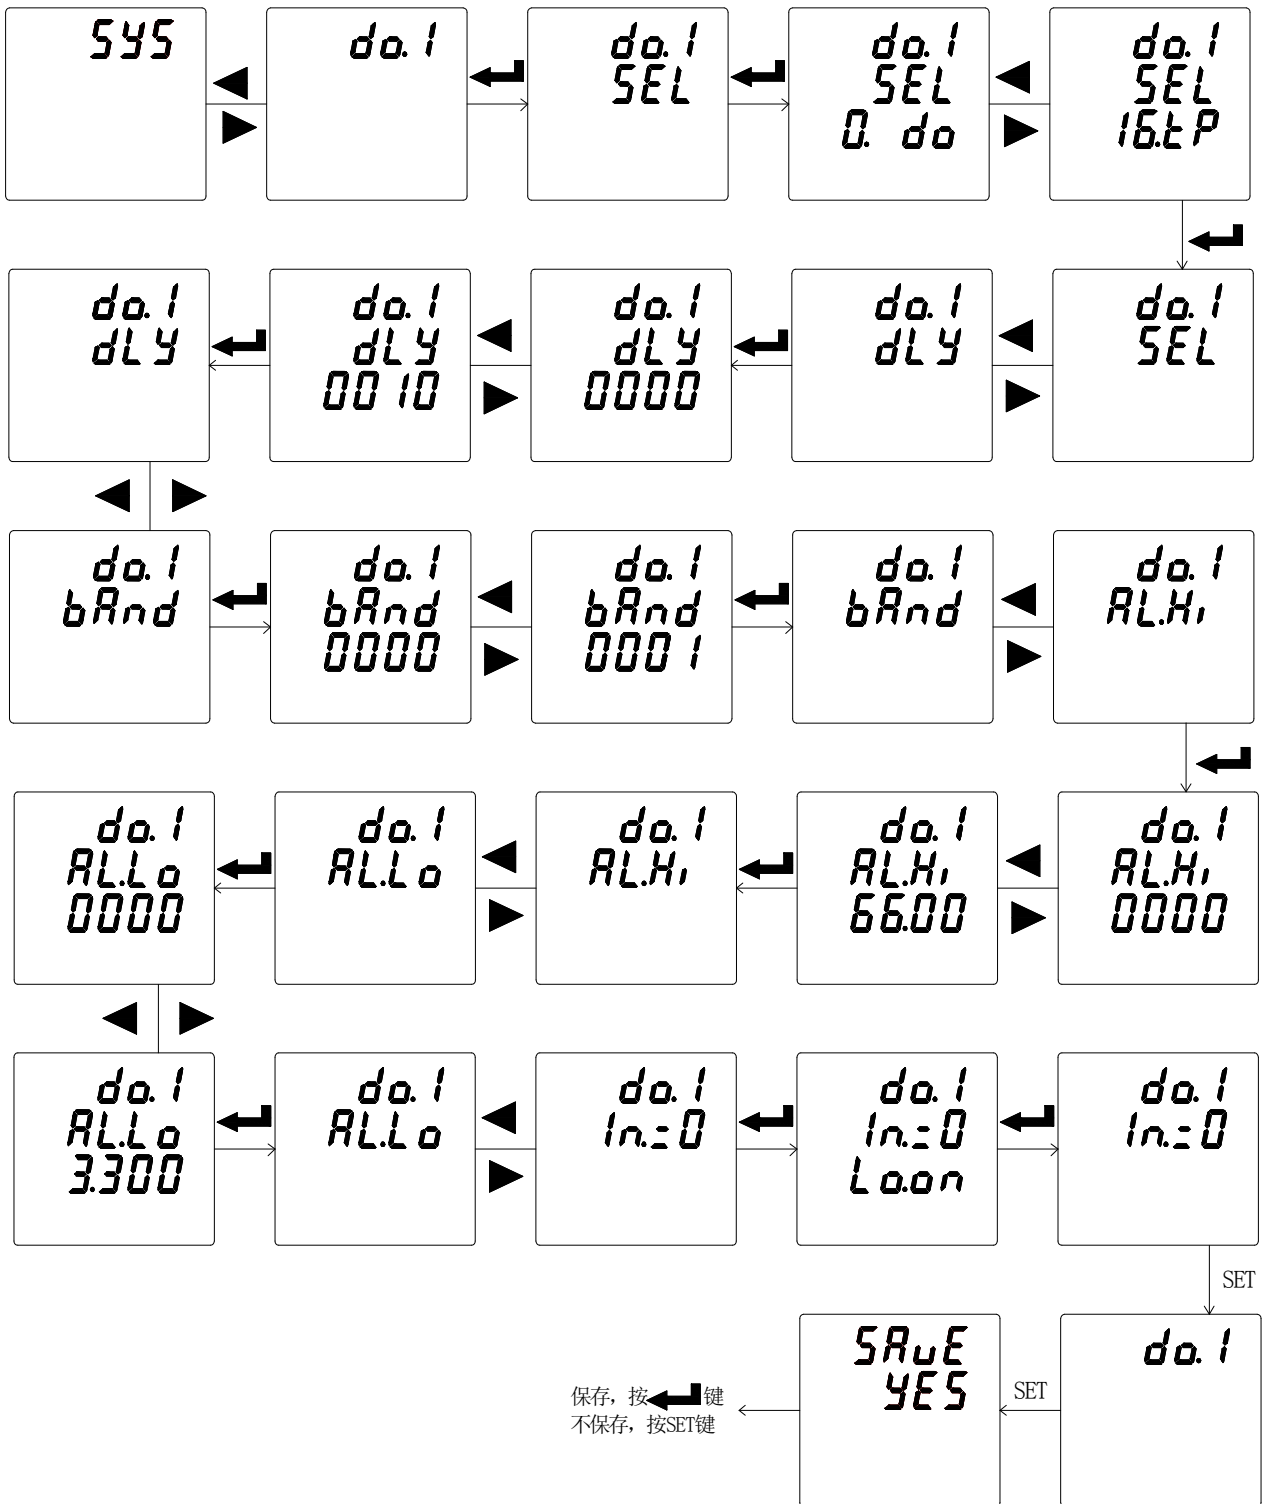 SYS
do.1
do.1
SEL
do.1
SEL
0. do
do.1
SEL
16.tP
do.1
dLY
do.1
dLY
0010
do.1
dLY
0000
do.1
dLY
do.1
SEL
do.1
bAnd
do.1
bAnd
0000
do.1
bAnd
0001
do.1
bAnd
do.1
AL.Hi
do.1
AL.Lo
0000
do.1
AL.Lo
do.1
AL.Hi
do.1
AL.Hi
66.00
do.1
AL.Hi
0000
do.1
AL.Lo
3.300
do.1
AL.Lo
do.1
In.=0
do.1
In.=0
Lo.on
do.1
In.=0
SET
SAuE
YES
SET
do.1
保存，按 键
不保存，按SET键